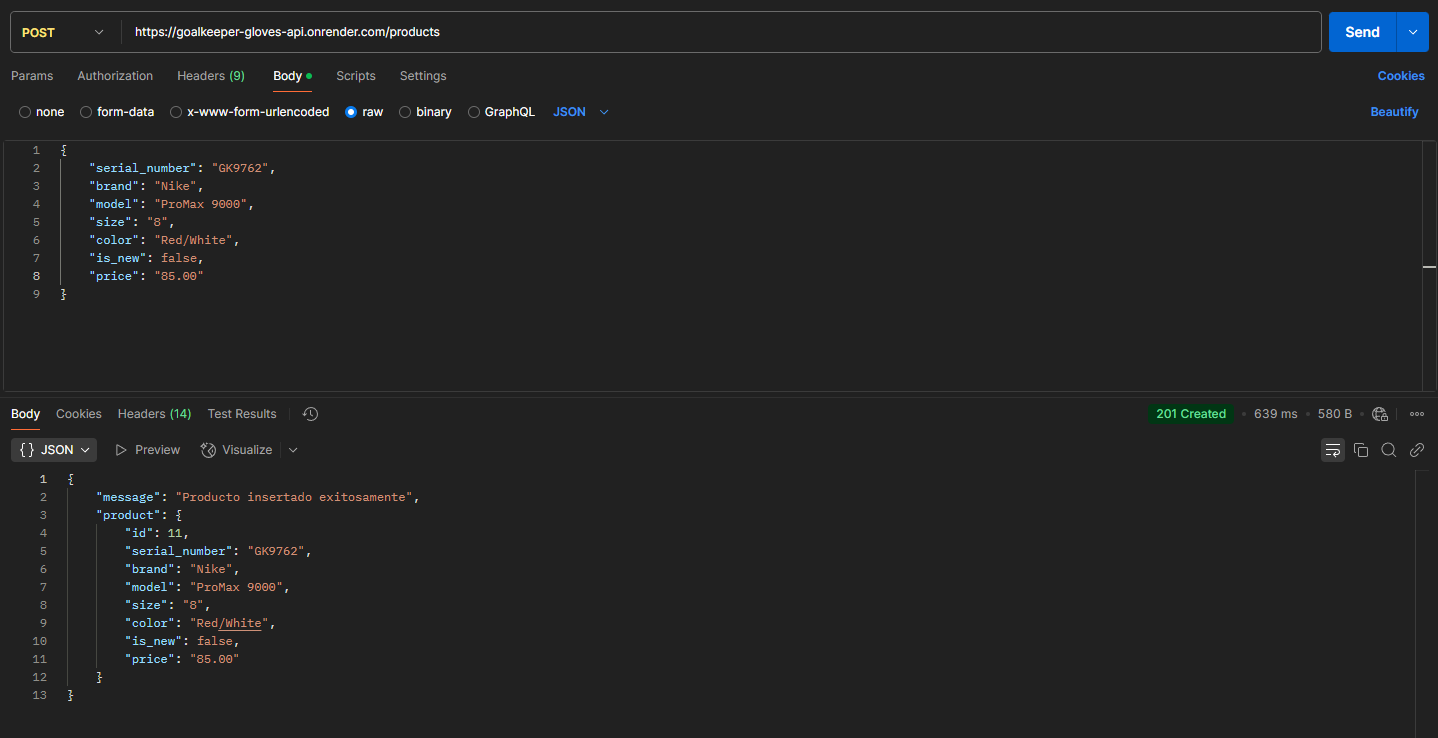 POST https://goalkeeper-gloves-api.onrender.com/products Send
Params Authorization Headers (9) Body Scripts Settings Cookies
none form-data x-www-form-urlencoded raw binary GraphQL JSON Beautify
1 {
2 "serial_number": "GK9762",
3 "brand": "Nike",
4 "model": "ProMax 9000",
5 "size": "8",
6 "color": "Red/White",
7 "is_new": false,
8 "price": "85.00"
9 }
Body Cookies Headers (14) Test Results 201 Created 639 ms 580 B
{} JSON Preview Visualize
1 {
2 "message": "Producto insertado exitosamente",
3 "product": {
4 "id": 11,
5 "serial_number": "GK9762",
6 "brand": "Nike",
7 "model": "ProMax 9000",
8 "size": "8",
9 "color": "Red/White",
10 "is_new": false,
11 "price": "85.00"
12 }
13 }